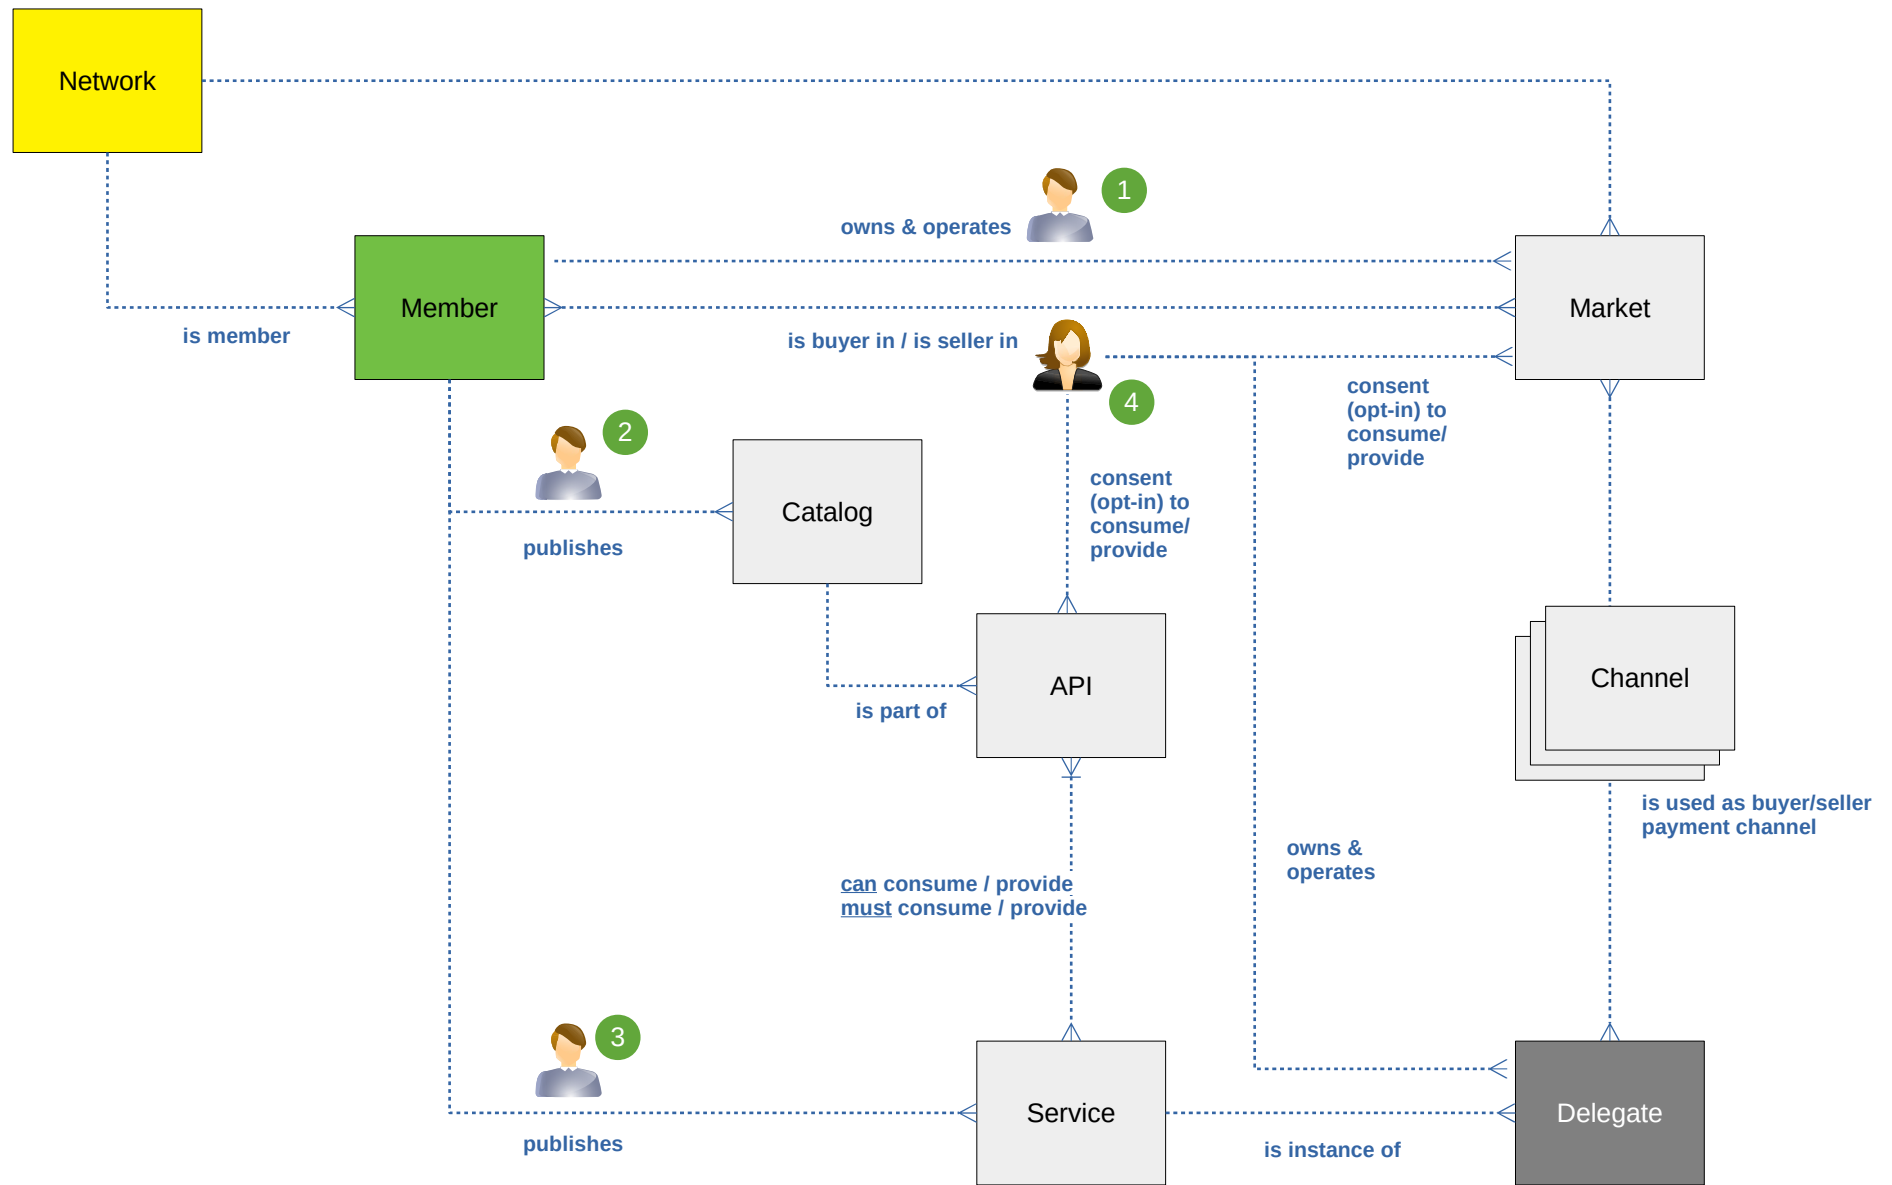 Network
1
owns & operates
Member
Market
is member
is buyer in / is seller in
4
consent
(opt-in) to
consume/
provide
2
Catalog
consent
(opt-in) to
consume/
provide
publishes
API
Channel
is part of
is used as buyer/seller
payment channel
owns &
operates
can consume / provide
must consume / provide
3
Service
Delegate
publishes
is instance of